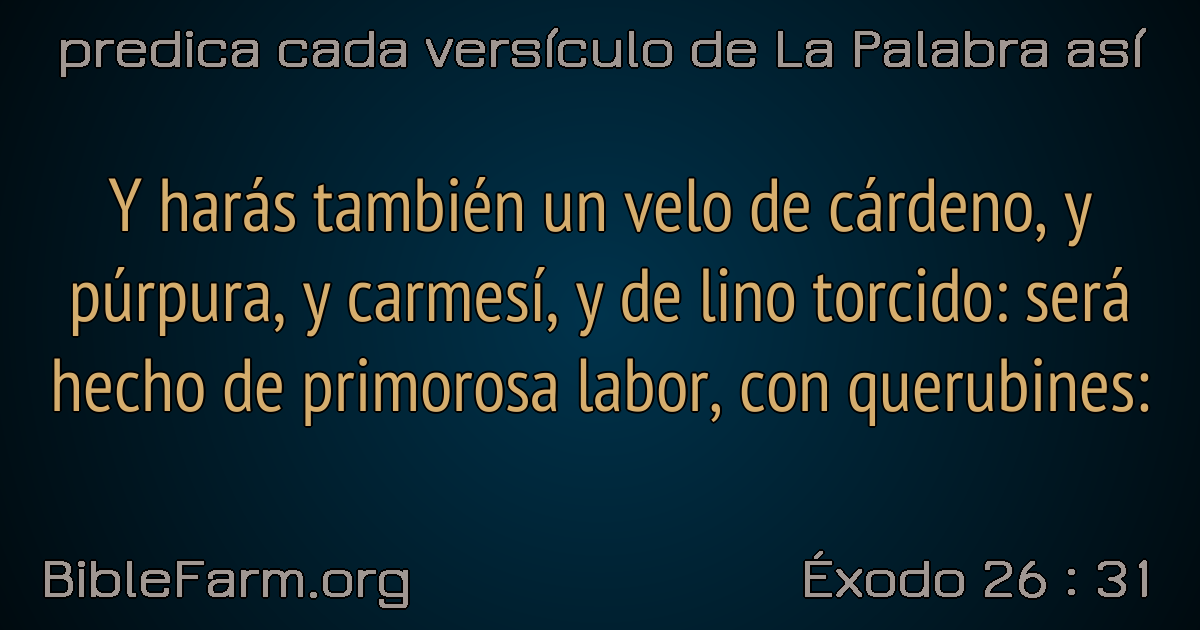 predica cada versículo de La Palabra así
Y harás también un velo de cárdeno, y
púrpura, y carmesí, y de lino torcido: será
hecho de primorosa labor, con querubines:
BibleFarm.org
Éxodo 26 : 31